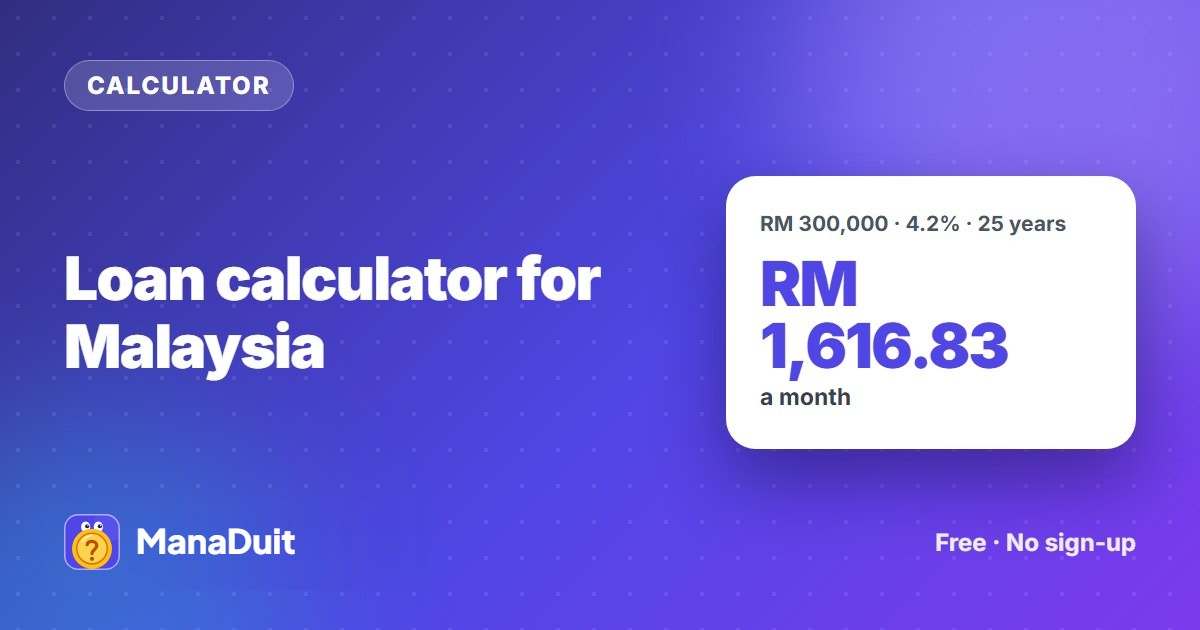 CALCULATOR
Loan calculator for
Malaysia
RM 300,000 · 4.2% · 25 years
RM
1,616.83
a month
?
ManaDuit
Free · No sign-up